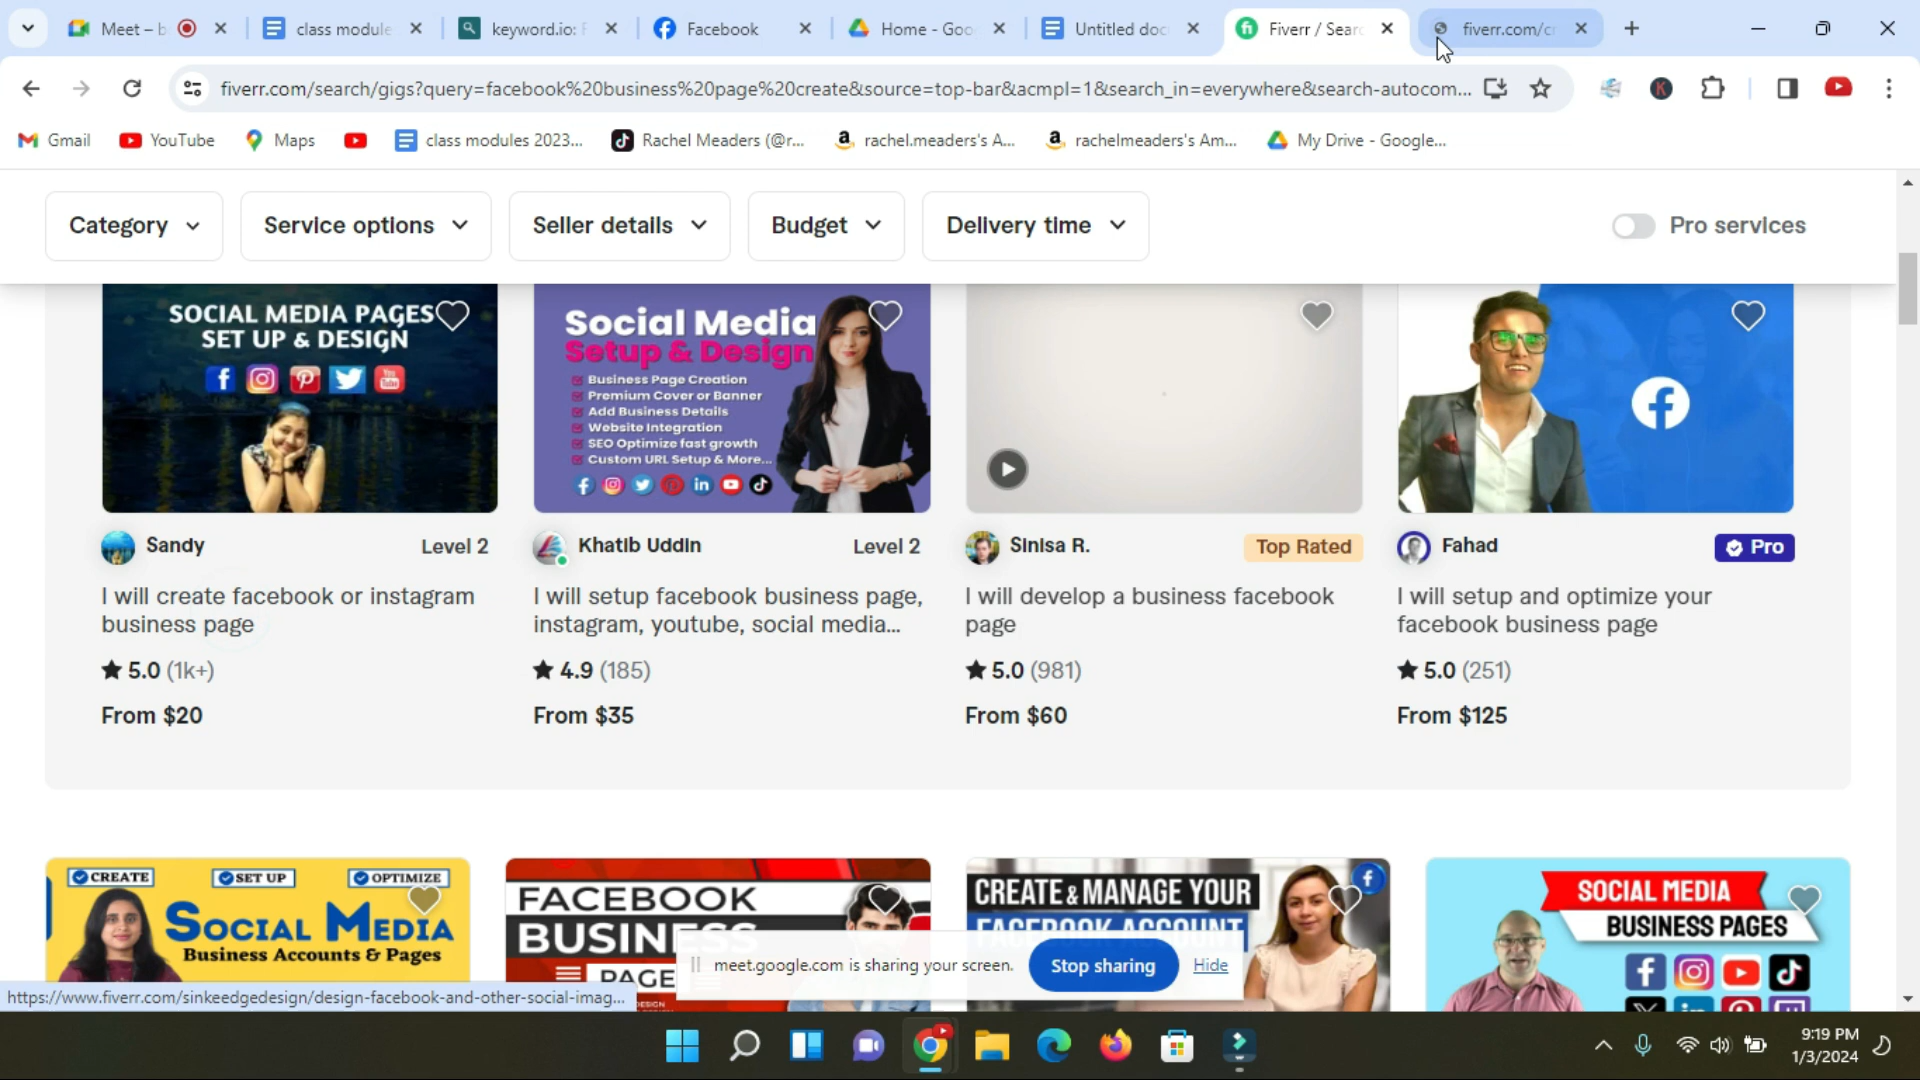 Meet – b
class module
keyword.io: F
Facebook
Home - Goo
Untitled doc
Fiverr / Sear
fiverr.com/c
fiverr.com/search/gigs?query=facebook%20business%20page%20create&source=top-bar&acmpl=1&search_in=everywhere&search-autocom...
Gmail
YouTube
Maps
class modules 2023...
Rachel Meaders (@r...
rachel.meaders's A...
rachelmeaders's Am...
My Drive - Google...
Category
Service options
Seller details
Budget
Delivery time
Pro services
SOCIAL MEDIA PAGES
SET UP & DESIGN
Social Media
Setup & Design
Business Page Creation
Premium Cover or Banner
Add Business Details
Website Integration
SEO Optimize fast growth
Custom URL Setup & More...
Sandy
Level 2
Khatib Uddin
Level 2
Sinisa R.
Top Rated
Fahad
Pro
I will create facebook or instagram
business page
I will setup facebook business page,
instagram, youtube, social media...
I will develop a business facebook
page
I will setup and optimize your
facebook business page
5.0 (1k+)
4.9 (185)
5.0 (981)
5.0 (251)
From $20
From $35
From $60
From $125
CREATE
SET UP
OPTIMIZE
SOCIAL MEDIA
Business Accounts & Pages
FACEBOOK
BUSINESS
PAGE
DESIGN
CREATE & MANAGE YOUR
FACEBOOK ACCOUNT
SOCIAL MEDIA
BUSINESS PAGES
meet.google.com is sharing your screen.
Stop sharing
Hide
https://www.fiverr.com/sinkeedgedesign/design-facebook-and-other-social-imag...
9:19 PM
1/3/2024